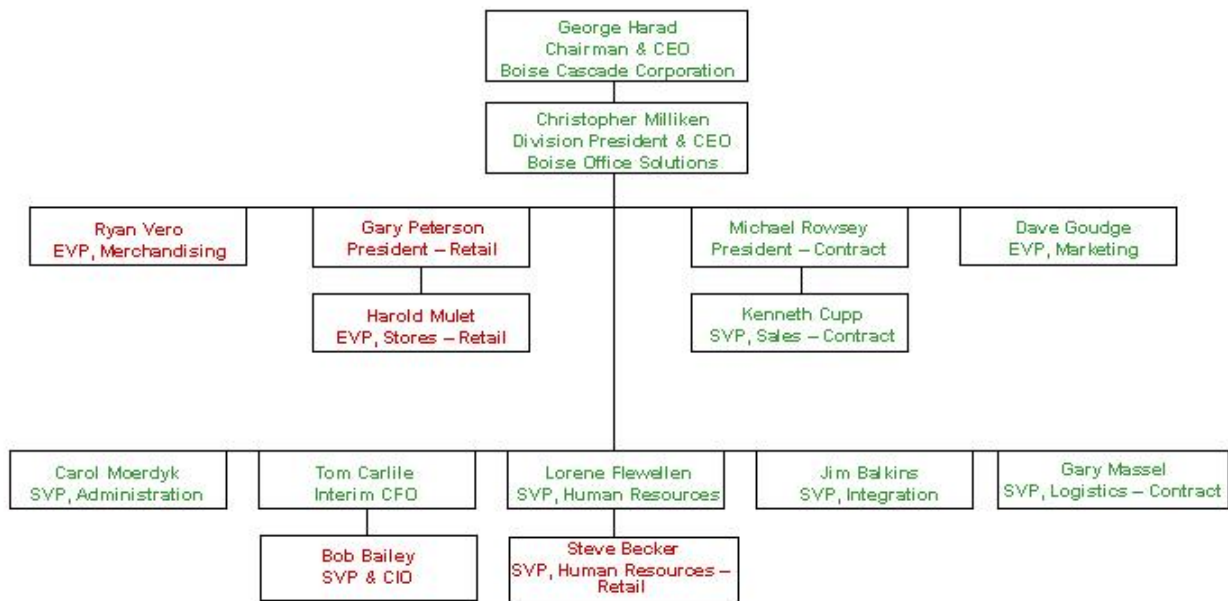 George Harad
Chairman & CEO
Boise Cascade Corporation
Christopher Milliken
Division President & CEO
Boise Office Solutions
Ryan Vero
EVP, Merchandising
Gary Peterson
President – Retail
Michael Rowsey
President – Contract
Dave Goudge
EVP, Marketing
Harold Mulet
EVP, Stores – Retail
Kenneth Cupp
SVP, Sales – Contract
Carol Moerdyk
SVP, Administration
Tom Carlile
Interim CFO
Lorene Flewellen
SVP, Human Resources
Jim Balkins
SVP, Integration
Gary Massel
SVP, Logistics – Contract
Bob Bailey
SVP & CIO
Steve Becker
SVP, Human Resources –
Retail